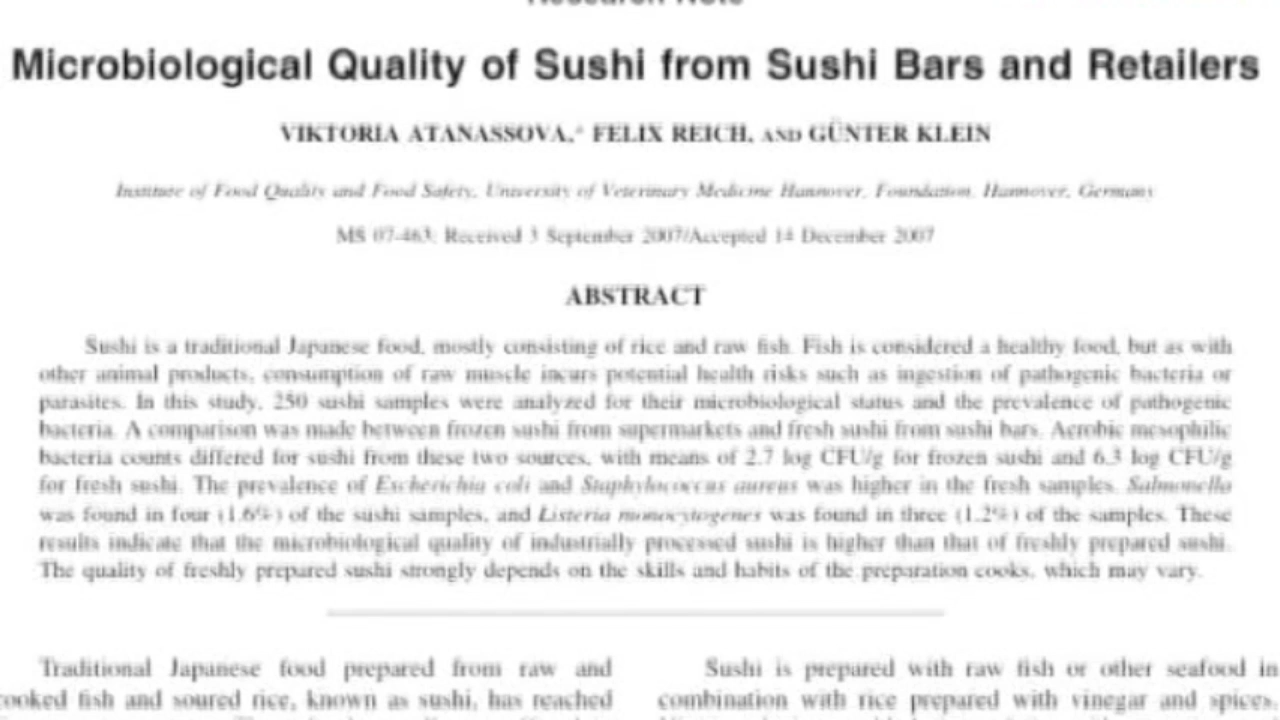 Research Note
Microbiological Quality of Sushi from Sushi Bars and Retailers
VIKTORIA ATANASSOVA,* FELIX REICH, AND GÜNTER KLEIN
Institute of Food Quality and Food Safety, University of Veterinary Medicine Hannover, Foundation, Hannover, Germany
MS 07-463: Received 3 September 2007/Accepted 14 December 2007
ABSTRACT
Sushi is a traditional Japanese food, mostly consisting of rice and raw fish. Fish is considered a healthy food, but as with
other animal products, consumption of raw muscle incurs potential health risks such as ingestion of pathogenic bacteria or
parasites. In this study, 250 sushi samples were analyzed for their microbiological status and the prevalence of pathogenic
bacteria. A comparison was made between frozen sushi from supermarkets and fresh sushi from sushi bars. Aerobic mesophilic
bacteria counts differed for sushi from these two sources, with means of 2.7 log CFU/g for frozen sushi and 6.3 log CFU/g
for fresh sushi. The prevalence of Escherichia coli and Staphylococcus aureus was higher in the fresh samples. Salmonella
was found in four (1.6%) of the sushi samples, and Listeria monocytogenes was found in three (1.2%) of the samples. These
results indicate that the microbiological quality of industrially processed sushi is higher than that of freshly prepared sushi.
The quality of freshly prepared sushi strongly depends on the skills and habits of the preparation cooks, which may vary.
Traditional Japanese food prepared from raw and
cooked fish and soured rice, known as sushi, has reached
Sushi is prepared with raw fish or other seafood in
combination with rice prepared with vinegar and spices.